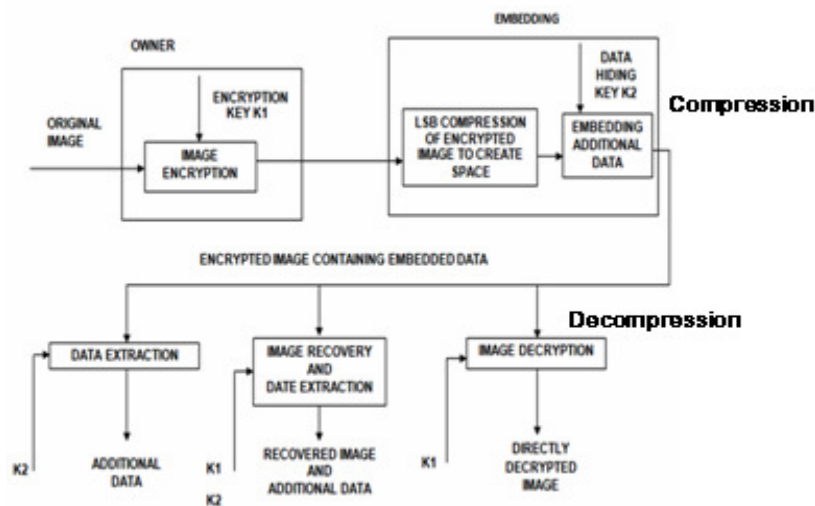 EMBEDDING
OWNER
DATA
HIDING
KEY K2
Compression
ENCRYPTION
KEY K1
ORIGINAL
IMAGE
LSB COMPRESSION
OF ENCRYPTED
IMAGE TO CREATE
SPACE
EMBEDDING
ADDITIONAL
DATA
IMAGE
ENCRYPTION
ENCRYPTED IMAGE CONTAINING EMBEDDED DATA
Decompression
DATA EXTRACTION
IMAGE RECOVERY
AND
DATE EXTRACTION
IMAGE DECRYPTION
K2
ADDITIONAL
DATA
K1
K2
RECOVERED IMAGE
AND
ADDITIONAL DATA
K1
DIRECTLY
DECRYPTED
IMAGE